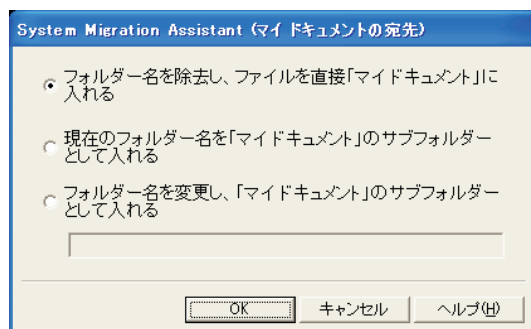 System Migration Assistant (マイ ドキュメントの宛先)
フォルダー名を除去し、ファイルを直接「マイドキュメント」に
入れる
現在のフォルダー名を「マイドキュメント」のサブフォルダー
として入れる
フォルダー名を変更し、「マイドキュメント」のサブフォルダー
として入れる
OK キャンセル ヘルプ(H)